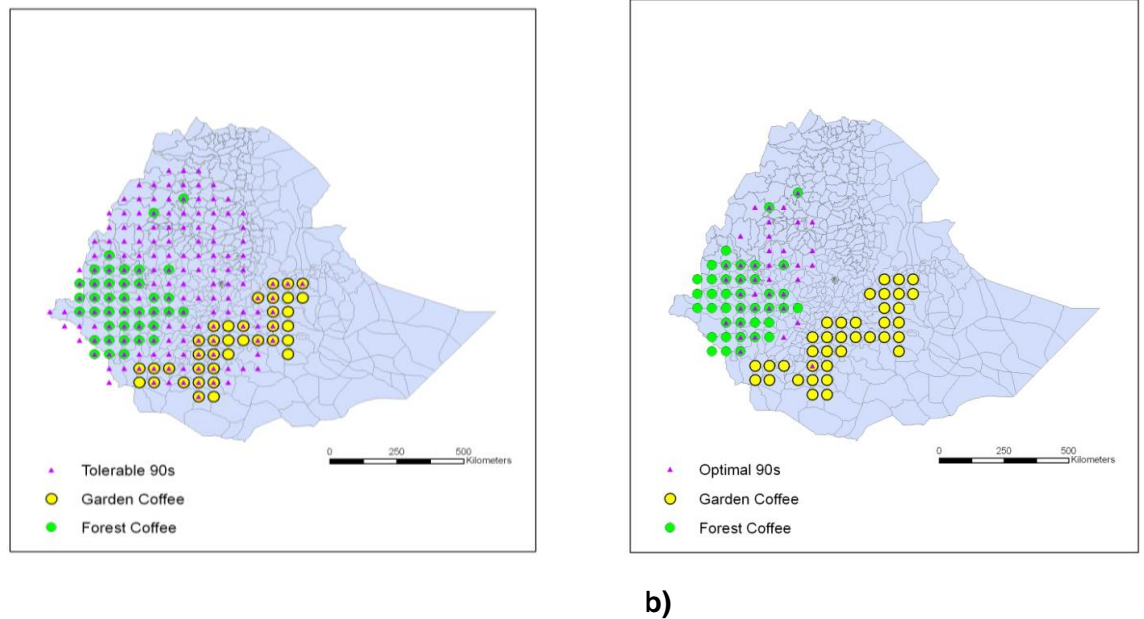 Tolerable 90s
Garden Coffee
Forest Coffee
0 250 500
Kilometers
Optimal 90s
Garden Coffee
Forest Coffee
0 250 500
Kilometers
b)